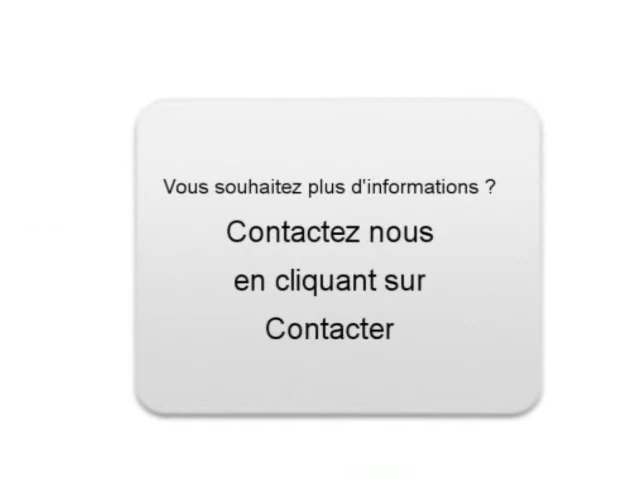 Vous souhaitez plus d'informations ?
Contactez nous
en cliquant sur
Contacter